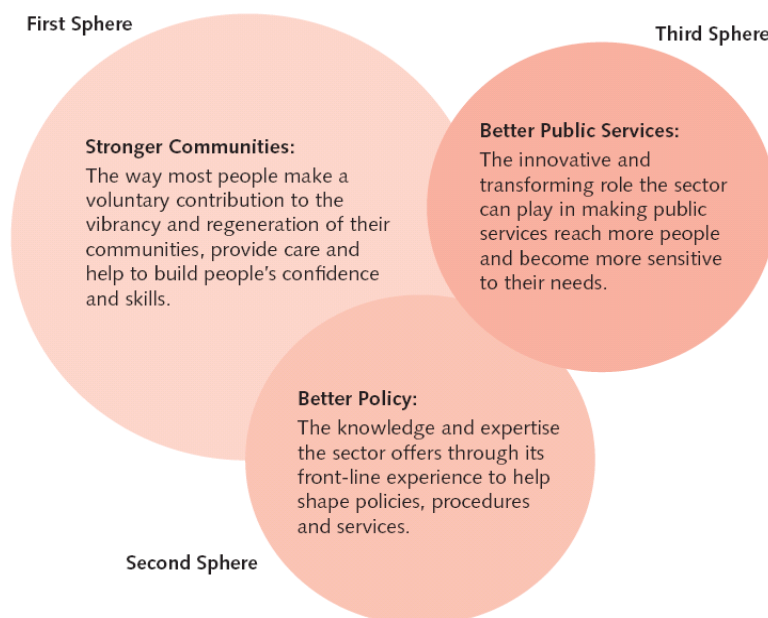 First Sphere
Stronger Communities:
The way most people make a
voluntary contribution to the
vibrancy and regeneration of their
communities, provide care and
help to build people's confidence
and skills.
Third Sphere
Better Public Services:
The innovative and
transforming role the sector
can play in making public
services reach more people
and become more sensitive
to their needs.
Better Policy:
The knowledge and expertise
the sector offers through its
front-line experience to help
shape policies, procedures
and services.
Second Sphere